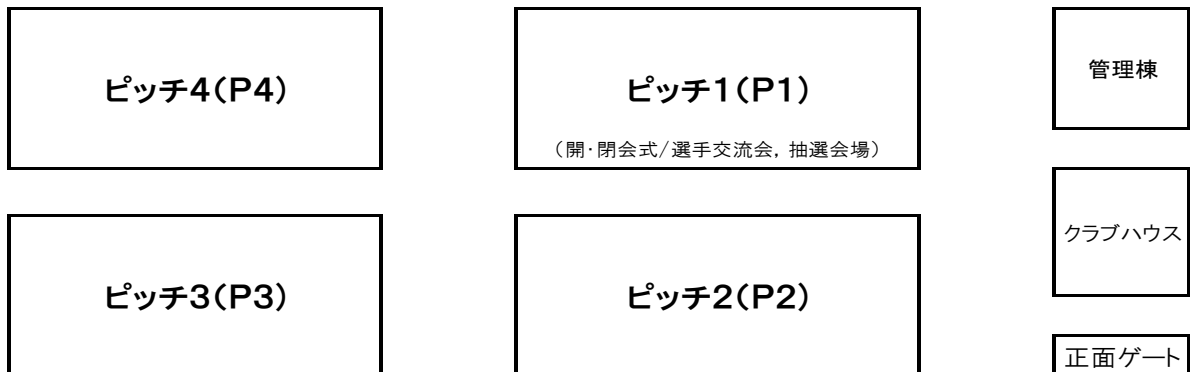 ピッチ4(P4)
ピッチ1(P1)
(開・閉会式/選手交流会, 抽選会場)
管理棟
クラブハウス
ピッチ3(P3)
ピッチ2(P2)
正面ゲート